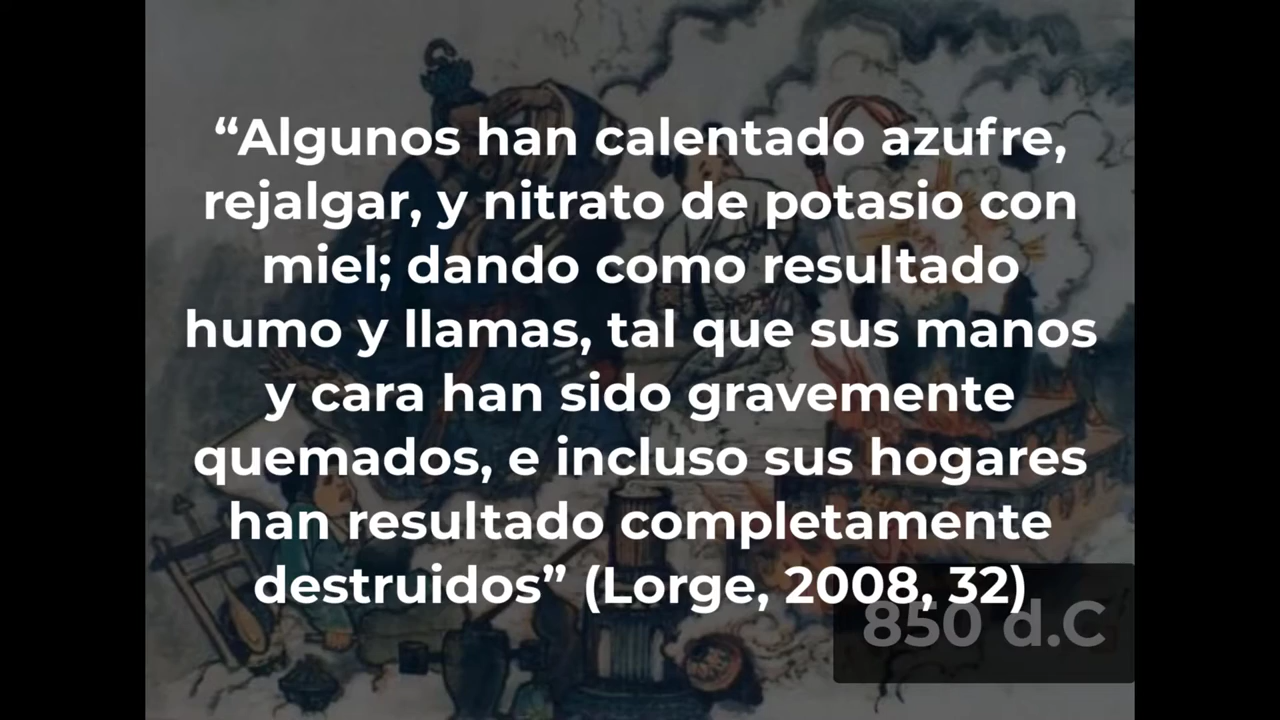 “Algunos han calentado azufre,
rejalgar, y nitrato de potasio con
miel; dando como resultado
humo y llamas, tal que sus manos
y cara han sido gravemente
quemados, e incluso sus hogares
han resultado completamente
destruidos” (Lorge, 2008, 32)
850 d.C